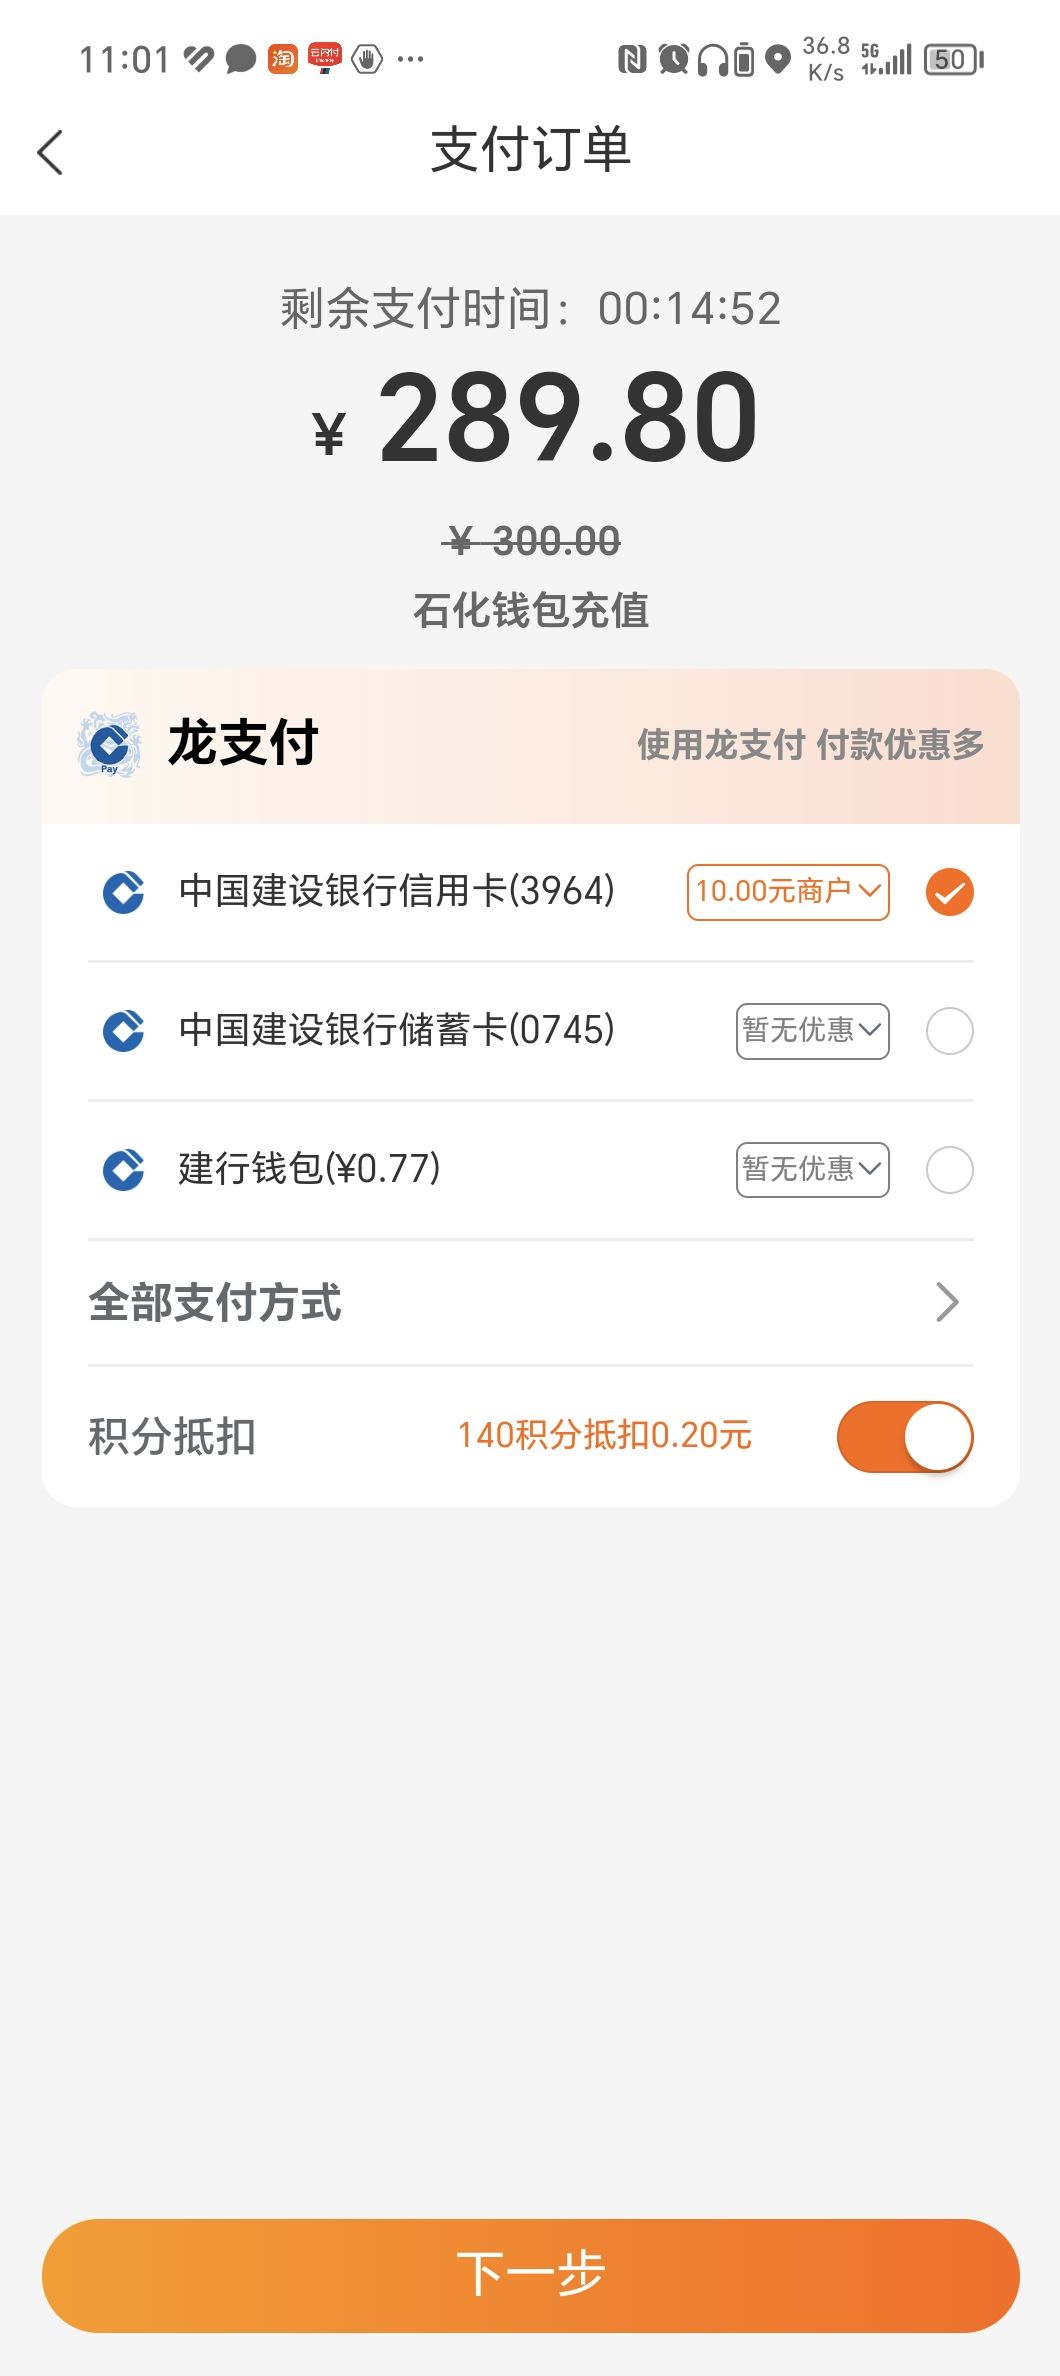 11:01 淘 云闪付 36.8 K/s 5G 50
支付订单
剩余支付时间：00:14:52
¥ 289.80
¥ 300.00
石化钱包充值
Pay 龙支付 使用龙支付 付款优惠多
中国建设银行信用卡(3964) 10.00元商户
中国建设银行储蓄卡(0745) 暂无优惠
建行钱包(¥0.77) 暂无优惠
全部支付方式
积分抵扣 140积分抵扣0.20元
下一步